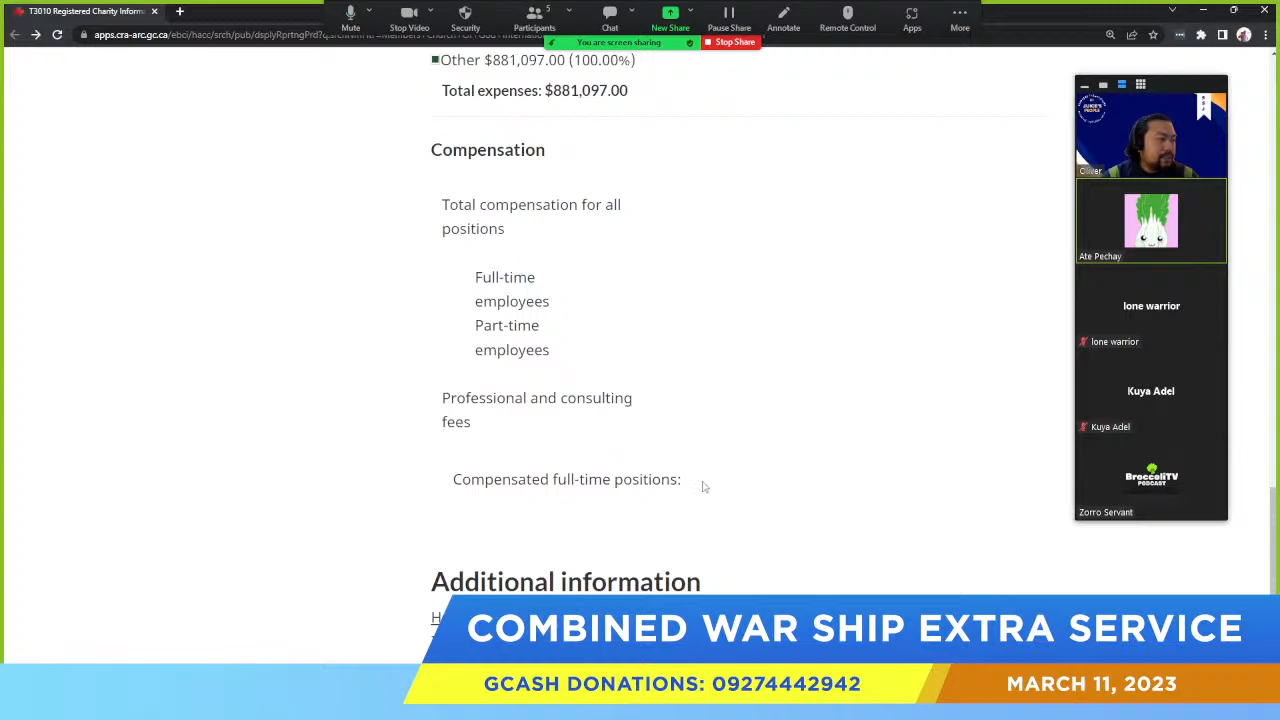 T3010 Registered Charity Inform
apps.cra-arc.gc.ca/ebci/hacc/srch/pub/dsplyRprtngPrd?
Mute
Stop Video
Security
5
Participants
Chat
New Share
Pause Share
Annotate
Remote Control
Apps
More
You are screen sharing
Stop Share
Other $881,097.00 (100.00%)
Total expenses: $881,097.00
Compensation
Total compensation for all
positions
Full-time
employees
Part-time
employees
Professional and consulting
fees
Compensated full-time positions:
Additional information
JUKE'S
PEOPLE
Oliver
Ate Pechay
lone warrior
lone warrior
Kuya Adel
Kuya Adel
BroccoliTV
PODCAST
Zorro Servant
COMBINED WAR SHIP EXTRA SERVICE
GCASH DONATIONS: 09274442942
MARCH 11, 2023